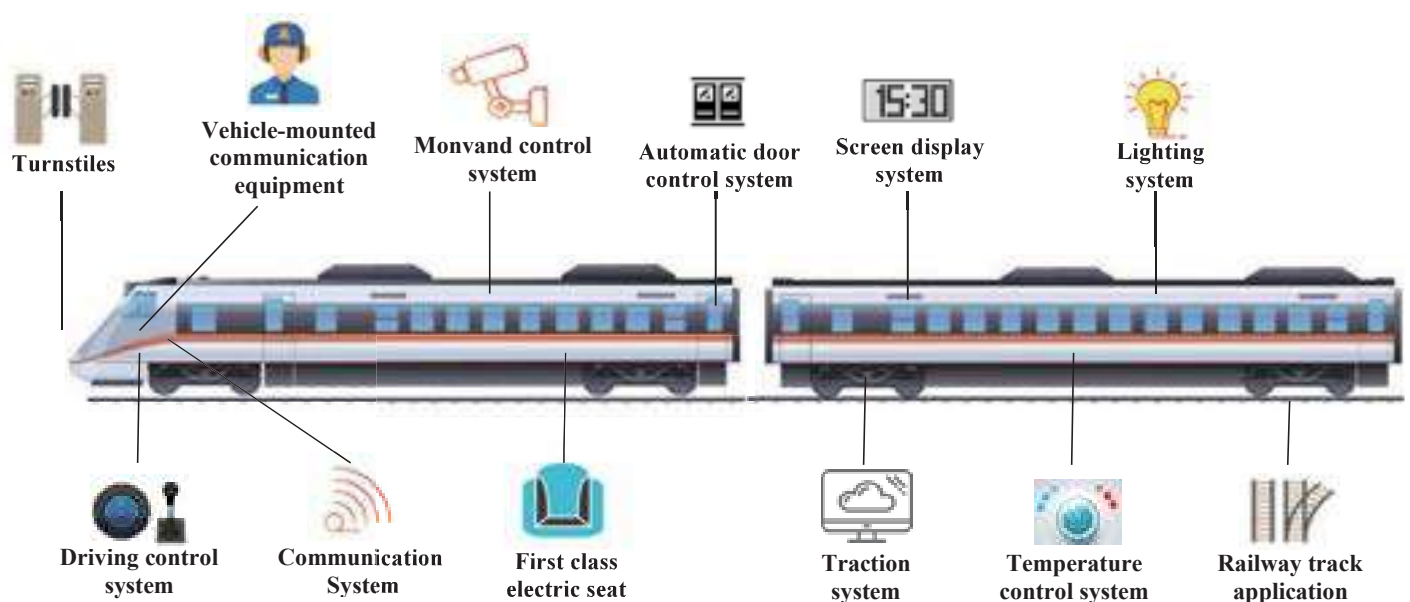 Turnstiles
Vehicle-mounted
communication
equipment
Monvand control
system
Automatic door
control system
15:30
Screen display
system
Lighting
system
Driving control
system
Communication
System
First class
electric seat
Traction
system
Temperature
control system
Railway track
application